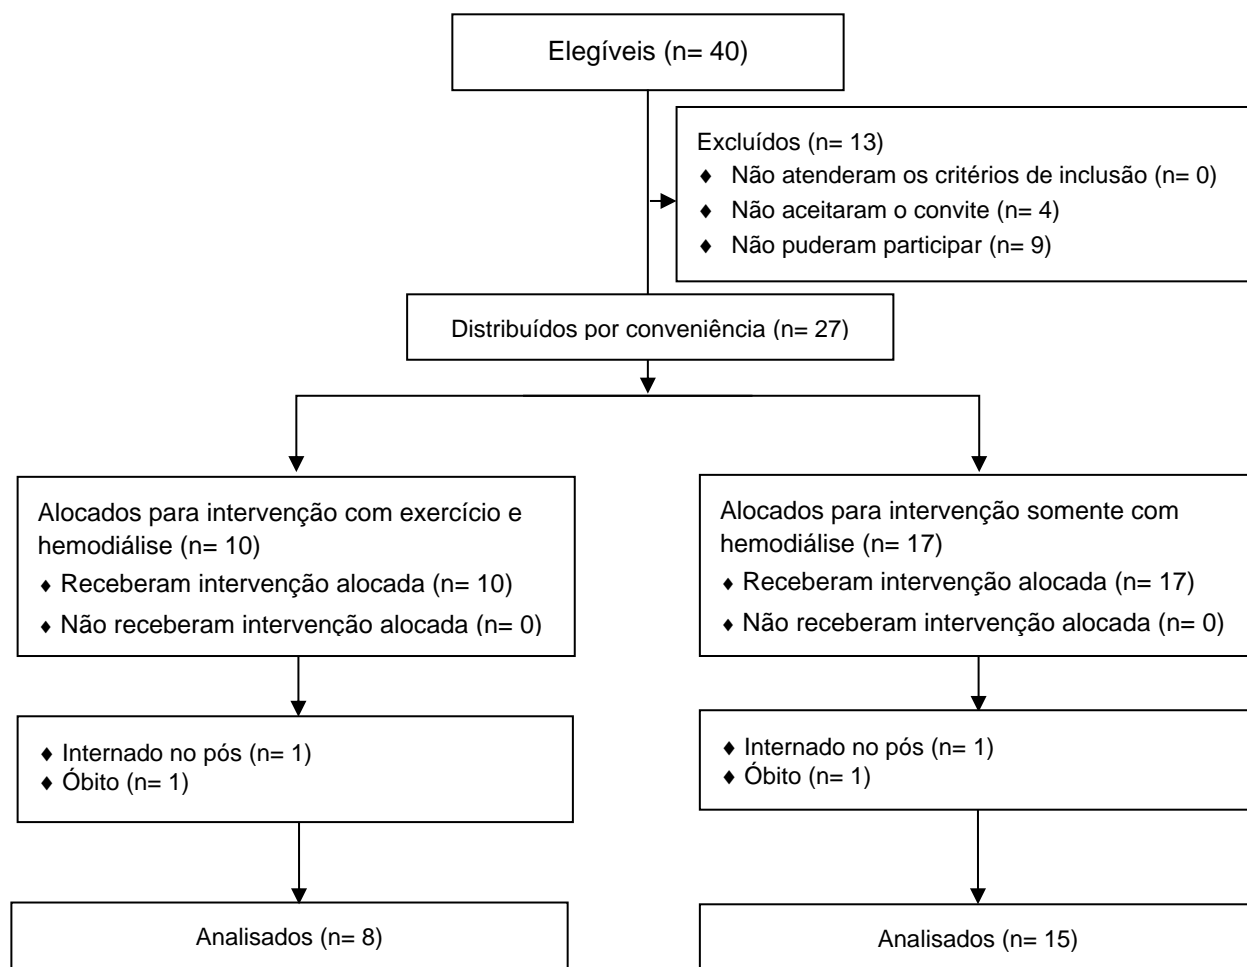 Elegíveis (n= 40)
Excluídos (n= 13)
♦ Não atenderam os critérios de inclusão (n= 0)
♦ Não aceitaram o convite (n= 4)
♦ Não puderam participar (n= 9)
Distribuídos por conveniência (n= 27)
Alocados para intervenção com exercício e
hemodiálise (n= 10)
♦ Receberam intervenção alocada (n= 10)
♦ Não receberam intervenção alocada (n= 0)
Alocados para intervenção somente com
hemodiálise (n= 17)
♦ Receberam intervenção alocada (n= 17)
♦ Não receberam intervenção alocada (n= 0)
♦ Internado no pós (n= 1)
♦ Óbito (n= 1)
♦ Internado no pós (n= 1)
♦ Óbito (n= 1)
Analisados (n= 8)
Analisados (n= 15)